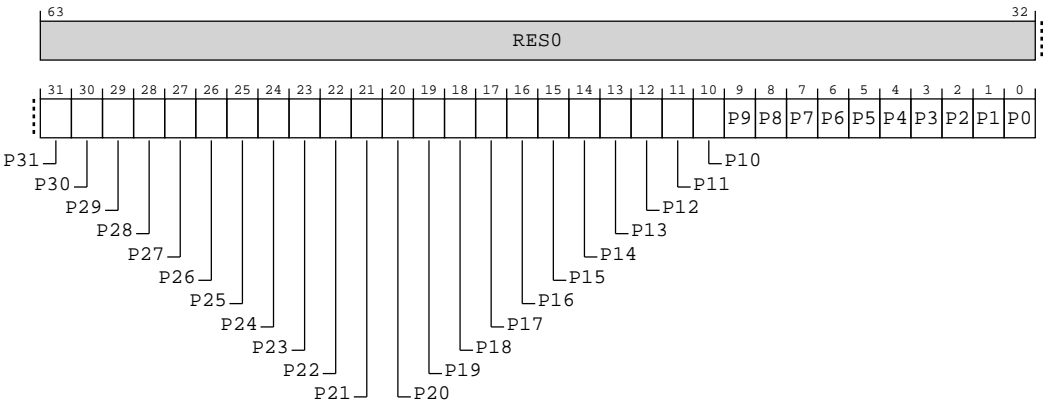 63 32
RES0
31 30 29 28 27 26 25 24 23 22 21 20 19 18 17 16 15 14 13 12 11 10 9 8 7 6 5 4 3 2 1 0
P9 P8 P7 P6 P5 P4 P3 P2 P1 P0
P31 P10
P30 P11
P29 P12
P28 P13
P27 P14
P26 P15
P25 P16
P24 P17
P23 P18
P22 P19
P21 P20